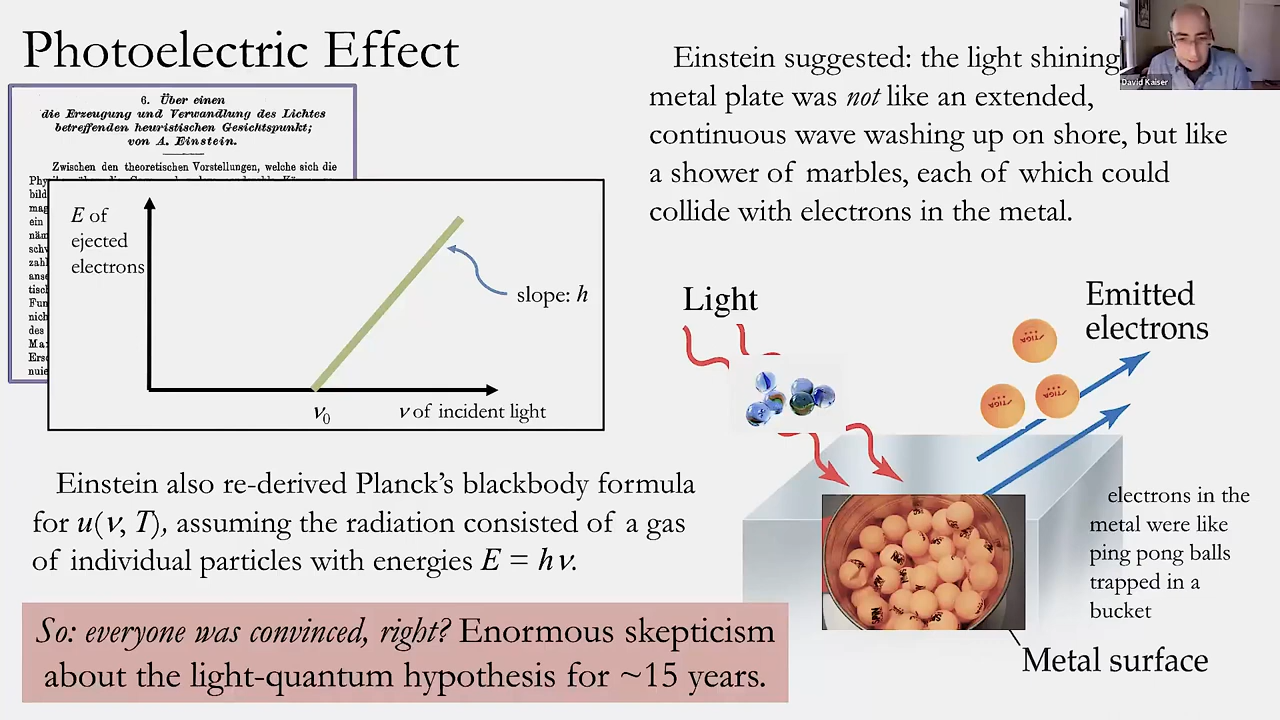 Photoelectric Effect
6. Über einen
die Erzeugung und Verwandlung des Lichtes
betreffenden heuristischen Gesichtspunkt;
von A. Einstein.
Zwischen den theoretischen Vorstellungen, welche sich die
E of
ejected
electrons
slope: h
ν0
ν of incident light
Einstein also re-derived Planck's blackbody formula
for u(ν, T), assuming the radiation consisted of a gas
of individual particles with energies E = hν.
So: everyone was convinced, right? Enormous skepticism
about the light-quantum hypothesis for ~15 years.
Einstein suggested: the light shining
metal plate was not like an extended,
continuous wave washing up on shore, but like
a shower of marbles, each of which could
collide with electrons in the metal.
David Kaiser
Light
Emitted
electrons
STIGA
STIGA
STIGA
electrons in the
metal were like
ping pong balls
trapped in a
bucket
Metal surface